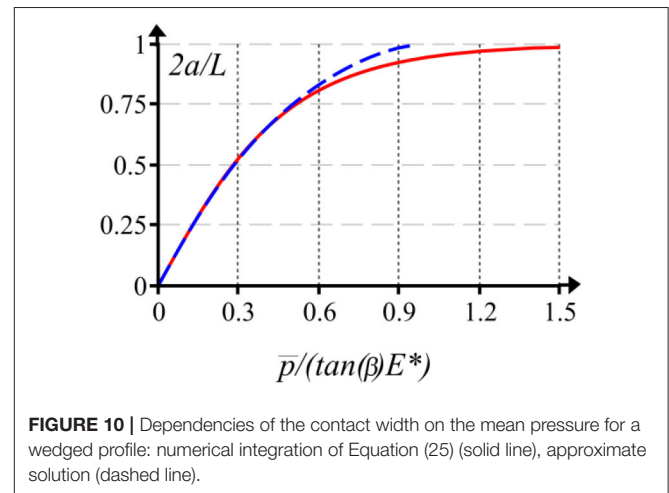 1
2a/L
0.75
0.5
0.25
0
0 0.3 0.6 0.9 1.2 1.5
p̅/(tan(β)E*)
FIGURE 10 | Dependencies of the contact width on the mean pressure for a
wedged profile: numerical integration of Equation (25) (solid line), approximate
solution (dashed line).